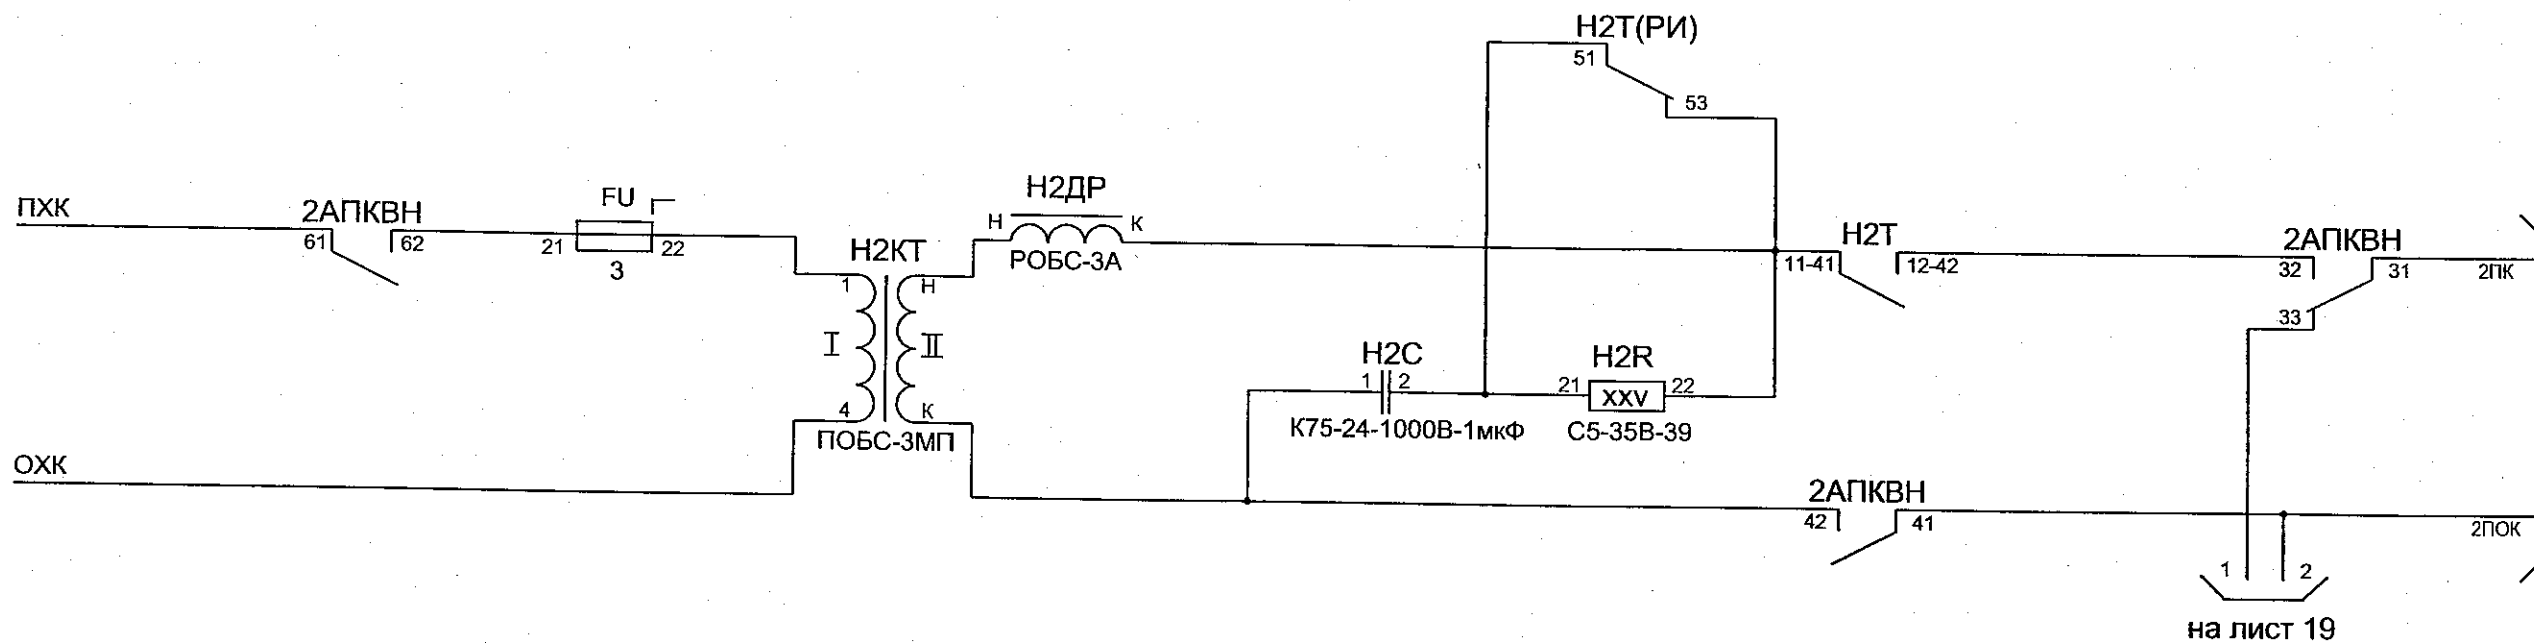 Н2Т(РИ)
51
53
ПХК
2АПКВН
61
62
FU
21
22
3
Н2КТ
1
4
I
II
Н
К
ПОБС-3МП
Н2ДР
Н
К
РОБС-3А
Н2Т
11-41
12-42
2АПКВН
32
31
33
2ПК
Н2С
1
2
К75-24-1000В-1мкФ
Н2R
21
22
XXV
С5-35В-39
ОХК
2АПКВН
42
41
2ПОК
1
2
на лист 19